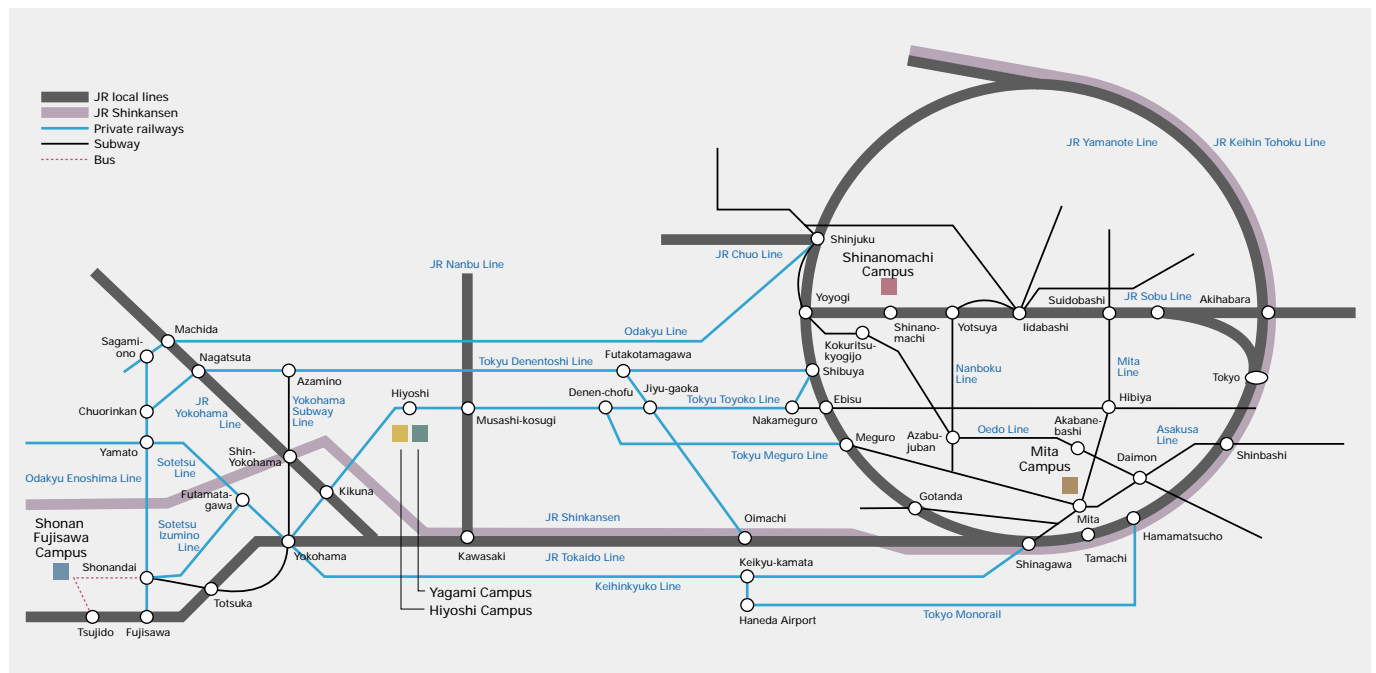 JR local lines
JR Shinkansen
Private railways
Subway
Bus
JR Yamanote Line
JR Keihin Tohoku Line
Shinjuku
JR Chuo Line
Shinanomachi
Campus
JR Nanbu Line
Yoyogi
Suidobashi
JR Sobu Line
Akihabara
Shinano-
machi
Yotsuya
Iidabashi
Machida
Odakyu Line
Sagami-
ono
Kokuritsu-
kyogijo
Nagatsuta
Tokyu Denentoshi Line
Futakotamagawa
Shibuya
Nanboku
Line
Mita
Line
Tokyo
Azamino
Hiyoshi
Denen-chofu
Jiyu-gaoka
Tokyu Toyoko Line
Ebisu
Hibiya
JR
Yokohama
Line
Yokohama
Subway
Line
Chuorinkan
Musashi-kosugi
Nakameguro
Akabane-
bashi
Oedo Line
Asakusa
Line
Meguro
Azabu-
juban
Yamato
Shin-
Yokohama
Sotetsu
Line
Tokyu Meguro Line
Mita
Campus
Daimon
Shinbashi
Odakyu Enoshima Line
Futamata-
gawa
Kikuna
Gotanda
Shonan
Fujisawa
Campus
Sotetsu
Izumino
Line
JR Shinkansen
Oimachi
Mita
Hamamatsucho
Yokohama
Kawasaki
JR Tokaido Line
Tamachi
Shinagawa
Shonandai
Keikyu-kamata
Keihinkyuko Line
Totsuka
Yagami Campus
Hiyoshi Campus
Haneda Airport
Tokyo Monorail
Tsujido
Fujisawa